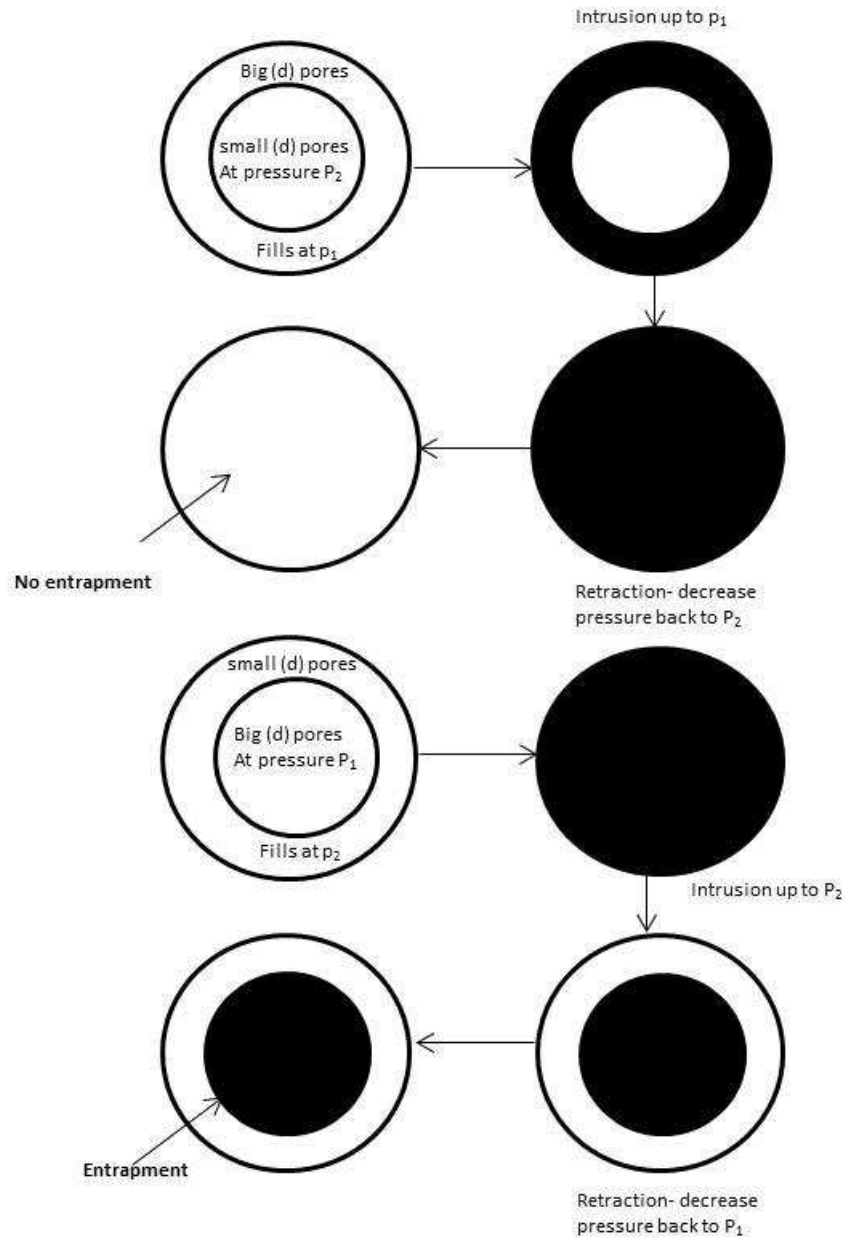 Intrusion up to p₁
Big (d) pores
small (d) pores
At pressure P₂
Fills at p₁
No entrapment
Retraction- decrease
pressure back to P₂
small (d) pores
Big (d) pores
At pressure P₁
Fills at p₂
Intrusion up to P₂
Entrapment
Retraction- decrease
pressure back to P₁